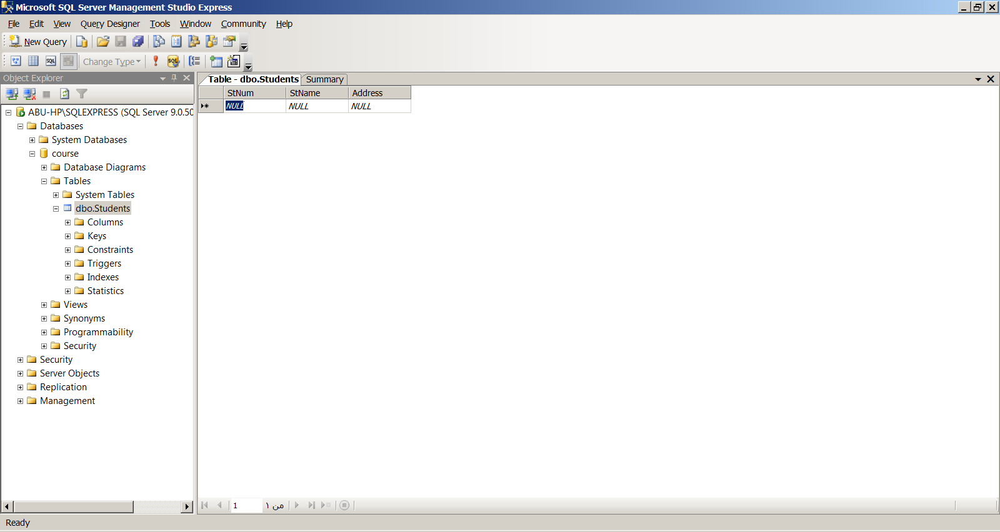 Microsoft SQL Server Management Studio Express
File Edit View Query Designer Tools Window Community Help
New Query
SQL Change Type SQL
Object Explorer
Table - dbo.Students Summary
StNum StName Address
NULL NULL NULL
ABU-HP\SQLEXPRESS (SQL Server 9.0.50
Databases
System Databases
course
Database Diagrams
Tables
System Tables
dbo.Students
Columns
Keys
Constraints
Triggers
Indexes
Statistics
Views
Synonyms
Programmability
Security
Security
Server Objects
Replication
Management
1 من ١
Ready